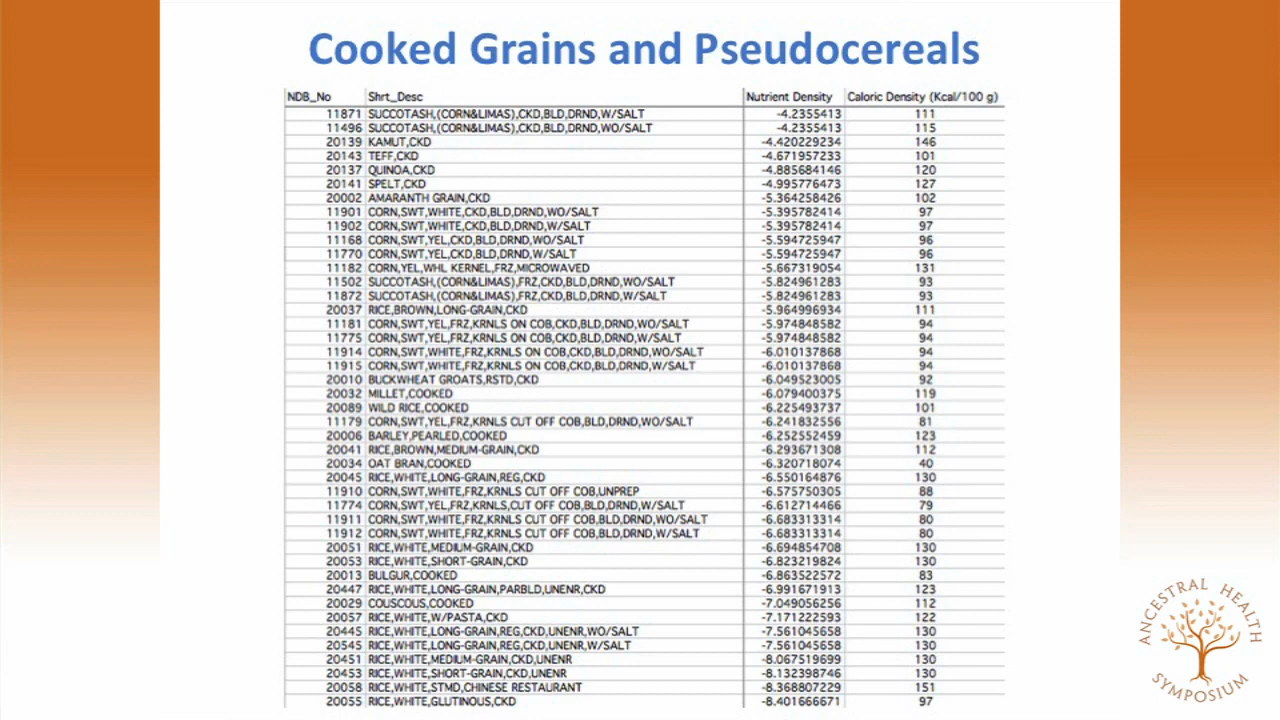 Cooked Grains and Pseudocereals
NDB_No Shrt_Desc Nutrient Density Caloric Density (Kcal/100 g)
11871 SUCCOTASH,(CORN&LIMAS),CKD,BLD,DRND,W/SALT -4.2355413 111
11496 SUCCOTASH,(CORN&LIMAS),CKD,BLD,DRND,WO/SALT -4.2355413 115
20139 KAMUT,CKD -4.420229234 146
20143 TEFF,CKD -4.671957233 101
20137 QUINOA,CKD -4.885684146 120
20141 SPELT,CKD -4.995776473 127
20002 AMARANTH GRAIN,CKD -5.364258426 102
11901 CORN,SWT,WHITE,CKD,BLD,DRND,WO/SALT -5.395782414 97
11902 CORN,SWT,WHITE,CKD,BLD,DRND,W/SALT -5.395782414 97
11168 CORN,SWT,YEL,CKD,BLD,DRND,WO/SALT -5.594725947 96
11770 CORN,SWT,YEL,CKD,BLD,DRND,W/SALT -5.594725947 96
11182 CORN,YEL,WHL KERNEL,FRZ,MICROWAVED -5.667319054 131
11502 SUCCOTASH,(CORN&LIMAS),FRZ,CKD,BLD,DRND,WO/SALT -5.824961283 93
11872 SUCCOTASH,(CORN&LIMAS),FRZ,CKD,BLD,DRND,W/SALT -5.824961283 93
20037 RICE,BROWN,LONG-GRAIN,CKD -5.964996934 111
11181 CORN,SWT,YEL,FRZ,KRNLS ON COB,CKD,BLD,DRND,WO/SALT -5.974848582 94
11775 CORN,SWT,YEL,FRZ,KRNLS ON COB,CKD,BLD,DRND,W/SALT -5.974848582 94
11914 CORN,SWT,WHITE,FRZ,KRNLS ON COB,CKD,BLD,DRND,WO/SALT -6.010137868 94
11915 CORN,SWT,WHITE,FRZ,KRNLS ON COB,CKD,BLD,DRND,W/SALT -6.010137868 94
20010 BUCKWHEAT GROATS,RSTD,CKD -6.049523005 92
20032 MILLET,COOKED -6.079400375 119
20089 WILD RICE,COOKED -6.225493737 101
11179 CORN,SWT,YEL,FRZ,KRNLS CUT OFF COB,BLD,DRND,WO/SALT -6.241832556 81
20006 BARLEY,PEARLED,COOKED -6.252552459 123
20041 RICE,BROWN,MEDIUM-GRAIN,CKD -6.293671308 112
20034 OAT BRAN,COOKED -6.320718074 40
20045 RICE,WHITE,LONG-GRAIN,REG,CKD -6.550164876 130
11910 CORN,SWT,WHITE,FRZ,KRNLS CUT OFF COB,UNPREP -6.575750305 88
11774 CORN,SWT,YEL,FRZ,KRNLS,CUT OFF COB,BLD,DRND,W/SALT -6.612714466 79
11911 CORN,SWT,WHITE,FRZ,KRNLS CUT OFF COB,BLD,DRND,WO/SALT -6.683313314 80
11912 CORN,SWT,WHITE,FRZ,KRNLS CUT OFF COB,BLD,DRND,W/SALT -6.683313314 80
20051 RICE,WHITE,MEDIUM-GRAIN,CKD -6.694854708 130
20053 RICE,WHITE,SHORT-GRAIN,CKD -6.823219824 130
20013 BULGUR,COOKED -6.863522572 83
20447 RICE,WHITE,LONG-GRAIN,PARBLD,UNENR,CKD -6.991671913 123
20029 COUSCOUS,COOKED -7.049056256 112
20057 RICE,WHITE,W/PASTA,CKD -7.171222593 122
20445 RICE,WHITE,LONG-GRAIN,REG,CKD,UNENR,WO/SALT -7.561045658 130
20545 RICE,WHITE,LONG-GRAIN,REG,CKD,UNENR,W/SALT -7.561045658 130
20451 RICE,WHITE,MEDIUM-GRAIN,CKD,UNENR -8.067519699 130
20453 RICE,WHITE,SHORT-GRAIN,CKD,UNENR -8.132398746 130
20058 RICE,WHITE,STMD,CHINESE RESTAURANT -8.368807229 151
20055 RICE,WHITE,GLUTINOUS,CKD -8.401666671 97
ANCESTRAL HEALTH
SYMPOSIUM